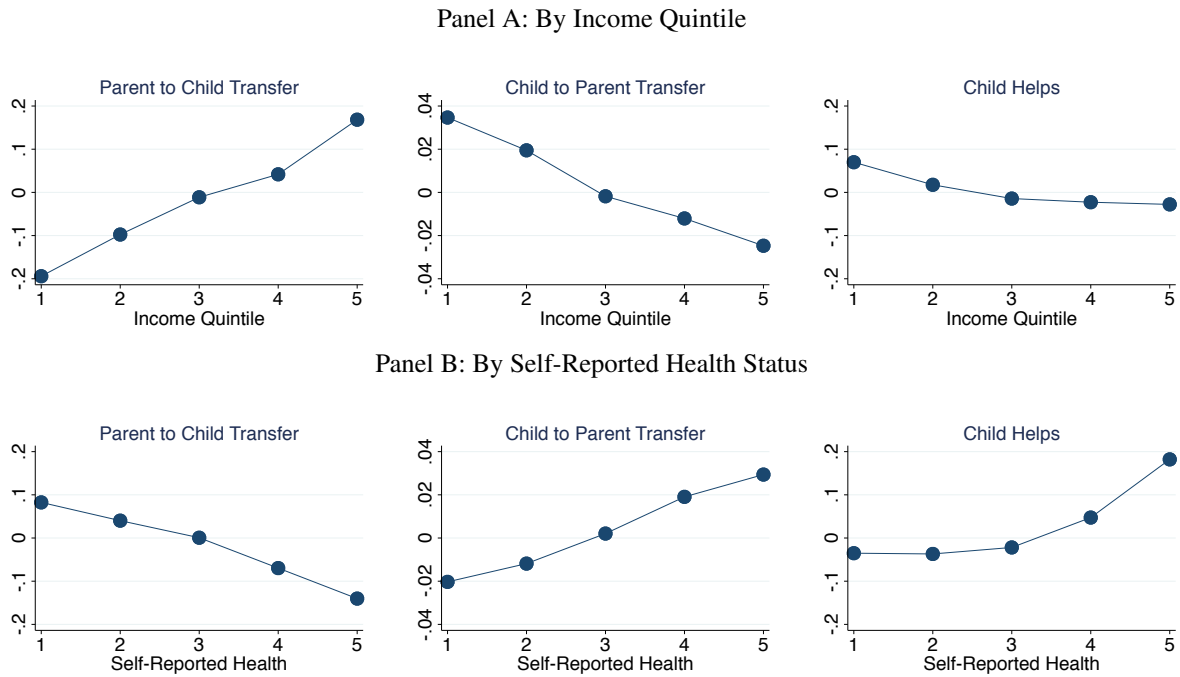 Panel A: By Income Quintile
Parent to Child Transfer
.2
.1
0
-.1
-.2
1 2 3 4 5
Income Quintile
Child to Parent Transfer
.04
.02
0
-.02
-.04
1 2 3 4 5
Income Quintile
Child Helps
.2
.1
0
-.1
-.2
1 2 3 4 5
Income Quintile
Panel B: By Self-Reported Health Status
Parent to Child Transfer
.2
.1
0
-.1
-.2
1 2 3 4 5
Self-Reported Health
Child to Parent Transfer
.04
.02
0
-.02
-.04
1 2 3 4 5
Self-Reported Health
Child Helps
.2
.1
0
-.1
-.2
1 2 3 4 5
Self-Reported Health